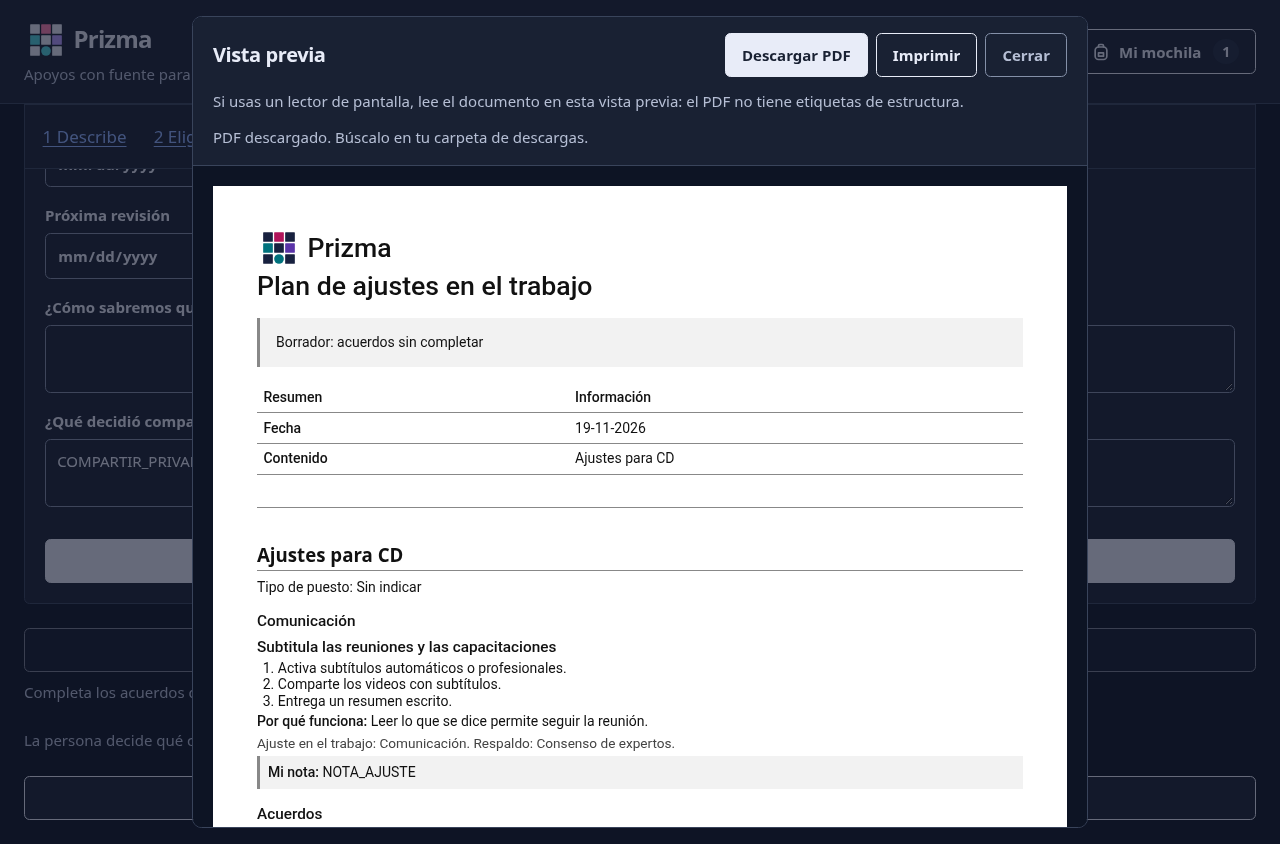 Prizma
Apoyos con fuente para
Mi mochila 1
1 Describe
mm/dd/yyyy
Próxima revisión
mm/dd/yyyy
¿Cómo sabremos
¿Qué decidió
Completa los acuerdos
La persona decide qué
Vista previa
Descargar PDF
Imprimir
Cerrar
Si usas un lector de pantalla, lee el documento en esta vista previa: el PDF no tiene etiquetas de estructura.
PDF descargado. Búscalo en tu carpeta de descargas.
Prizma
Plan de ajustes en el trabajo
Borrador: acuerdos sin completar
Resumen Información
Fecha 19-11-2026
Contenido Ajustes para CD
Ajustes para CD
Tipo de puesto: Sin indicar
Comunicación
Subtitula las reuniones y las capacitaciones
1. Activa subtítulos automáticos o profesionales.
2. Comparte los videos con subtítulos.
3. Entrega un resumen escrito.
Por qué funciona: Leer lo que se dice permite seguir la reunión.
Ajuste en el trabajo: Comunicación. Respaldo: Consenso de expertos.
Mi nota: NOTA_AJUSTE
Acuerdos